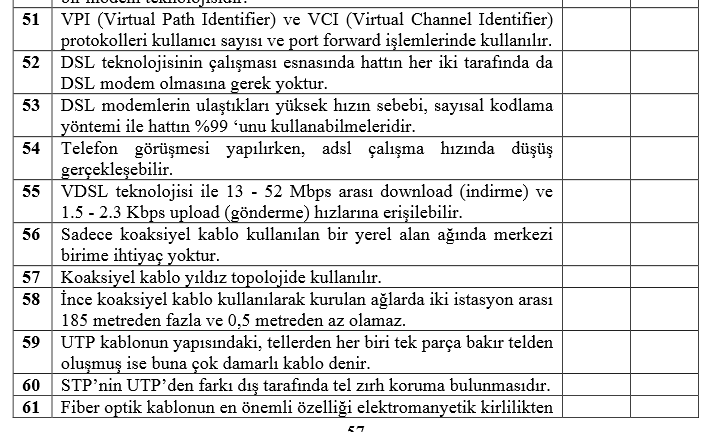 bir modem teknolojisidir.
51 VPI (Virtual Path Identifier) ve VCI (Virtual Channel Identifier)
protokolleri kullanıcı sayısı ve port forward işlemlerinde kullanılır.
52 DSL teknolojisinin çalışması esnasında hattın her iki tarafında da
DSL modem olmasına gerek yoktur.
53 DSL modemlerin ulaştıkları yüksek hızın sebebi, sayısal kodlama
yöntemi ile hattın %99 ‘unu kullanabilmeleridir.
54 Telefon görüşmesi yapılırken, adsl çalışma hızında düşüş
gerçekleşebilir.
55 VDSL teknolojisi ile 13 - 52 Mbps arası download (indirme) ve
1.5 - 2.3 Kbps upload (gönderme) hızlarına erişilebilir.
56 Sadece koaksiyel kablo kullanılan bir yerel alan ağında merkezi
birime ihtiyaç yoktur.
57 Koaksiyel kablo yıldız topolojide kullanılır.
58 İnce koaksiyel kablo kullanılarak kurulan ağlarda iki istasyon arası
185 metreden fazla ve 0,5 metreden az olamaz.
59 UTP kablonun yapısındaki, tellerden her biri tek parça bakır telden
oluşmuş ise buna çok damarlı kablo denir.
60 STP’nin UTP’den farkı dış tarafında tel zırh koruma bulunmasıdır.
61 Fiber optik kablonun en önemli özelliği elektromanyetik kirlilikten
57